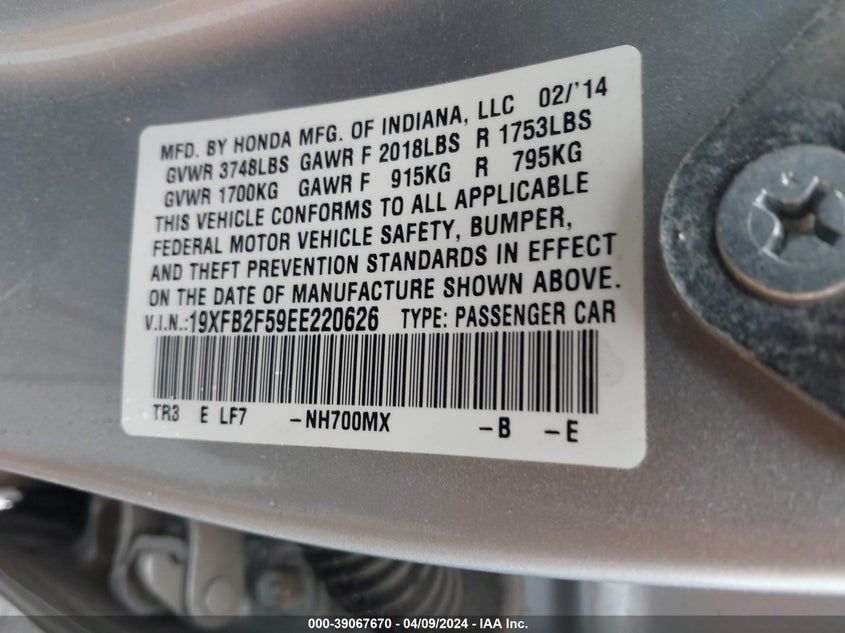 MFD. BY HONDA MFG. OF INDIANA, LLC 02/'14
GVWR 3748LBS GAWR F 2018LBS R 1753LBS
GVWR 1700KG GAWR F 915KG R 795KG
THIS VEHICLE CONFORMS TO ALL APPLICABLE
FEDERAL MOTOR VEHICLE SAFETY, BUMPER,
AND THEFT PREVENTION STANDARDS IN EFFECT
ON THE DATE OF MANUFACTURE SHOWN ABOVE.
V.I.N.:19XFB2F59EE220626 TYPE: PASSENGER CAR
TR3 E LF7 -NH700MX -B -E
000-39067670 / 04/09/2024 - IAA Inc.